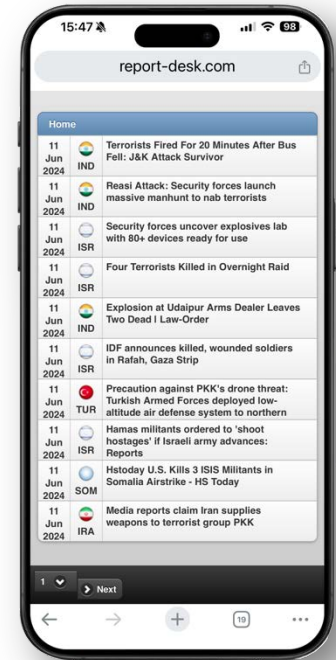 15:47
98
report-desk.com
Home
11
Jun
2024
IND
Terrorists Fired For 20 Minutes After Bus
Fell: J&K Attack Survivor
11
Jun
2024
IND
Reasi Attack: Security forces launch
massive manhunt to nab terrorists
11
Jun
2024
ISR
Security forces uncover explosives lab
with 80+ devices ready for use
11
Jun
2024
ISR
Four Terrorists Killed in Overnight Raid
11
Jun
2024
IND
Explosion at Udaipur Arms Dealer Leaves
Two Dead | Law-Order
11
Jun
2024
ISR
IDF announces killed, wounded soldiers
in Rafah, Gaza Strip
11
Jun
2024
TUR
Precaution against PKK's drone threat:
Turkish Armed Forces deployed low-
altitude air defense system to northern
11
Jun
2024
ISR
Hamas militants ordered to 'shoot
hostages' if Israeli army advances:
Reports
11
Jun
2024
SOM
Hstoday U.S. Kills 3 ISIS Militants in
Somalia Airstrike - HS Today
11
Jun
2024
IRA
Media reports claim Iran supplies
weapons to terrorist group PKK
1
Next
19